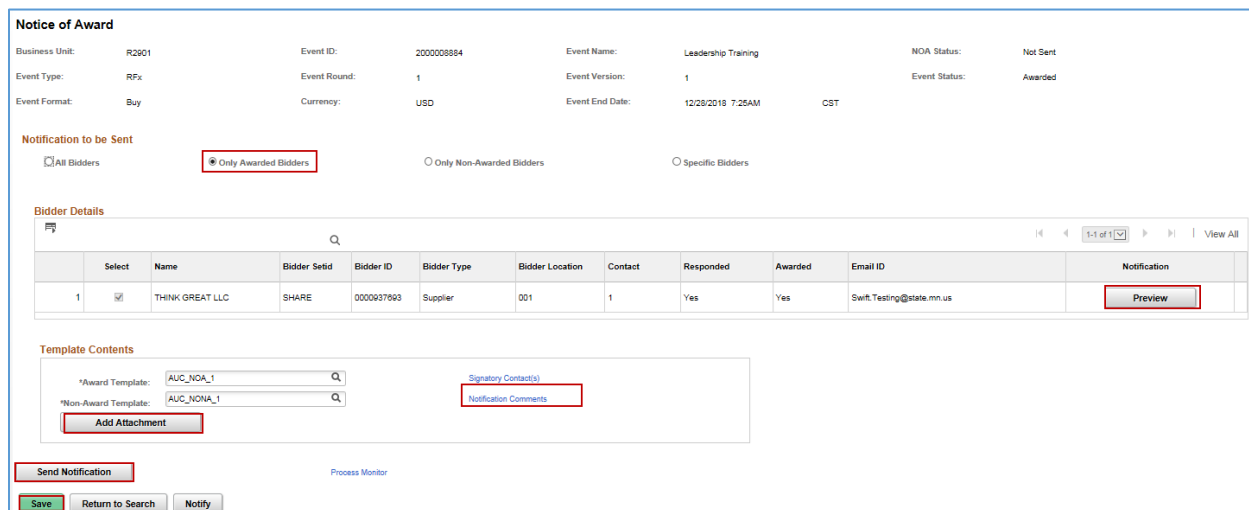 Notice of Award
Business Unit: R2901 Event ID: 2000008884 Event Name: Leadership Training NOA Status: Not Sent
Event Type: RFx Event Round: 1 Event Version: 1 Event Status: Awarded
Event Format: Buy Currency: USD Event End Date: 12/28/2018 7:25AM CST
Notification to be Sent
All Bidders Only Awarded Bidders Only Non-Awarded Bidders Specific Bidders
Bidder Details
1-1 of 1 View All
Select Name Bidder Setid Bidder ID Bidder Type Bidder Location Contact Responded Awarded Email ID Notification
1 THINK GREAT LLC SHARE 0000937693 Supplier 001 1 Yes Yes Swift.Testing@state.mn.us Preview
Template Contents
*Award Template: AUC_NOA_1 Signatory Contact(s)
*Non-Award Template: AUC_NONA_1 Notification Comments
Add Attachment
Send Notification Process Monitor
Save Return to Search Notify